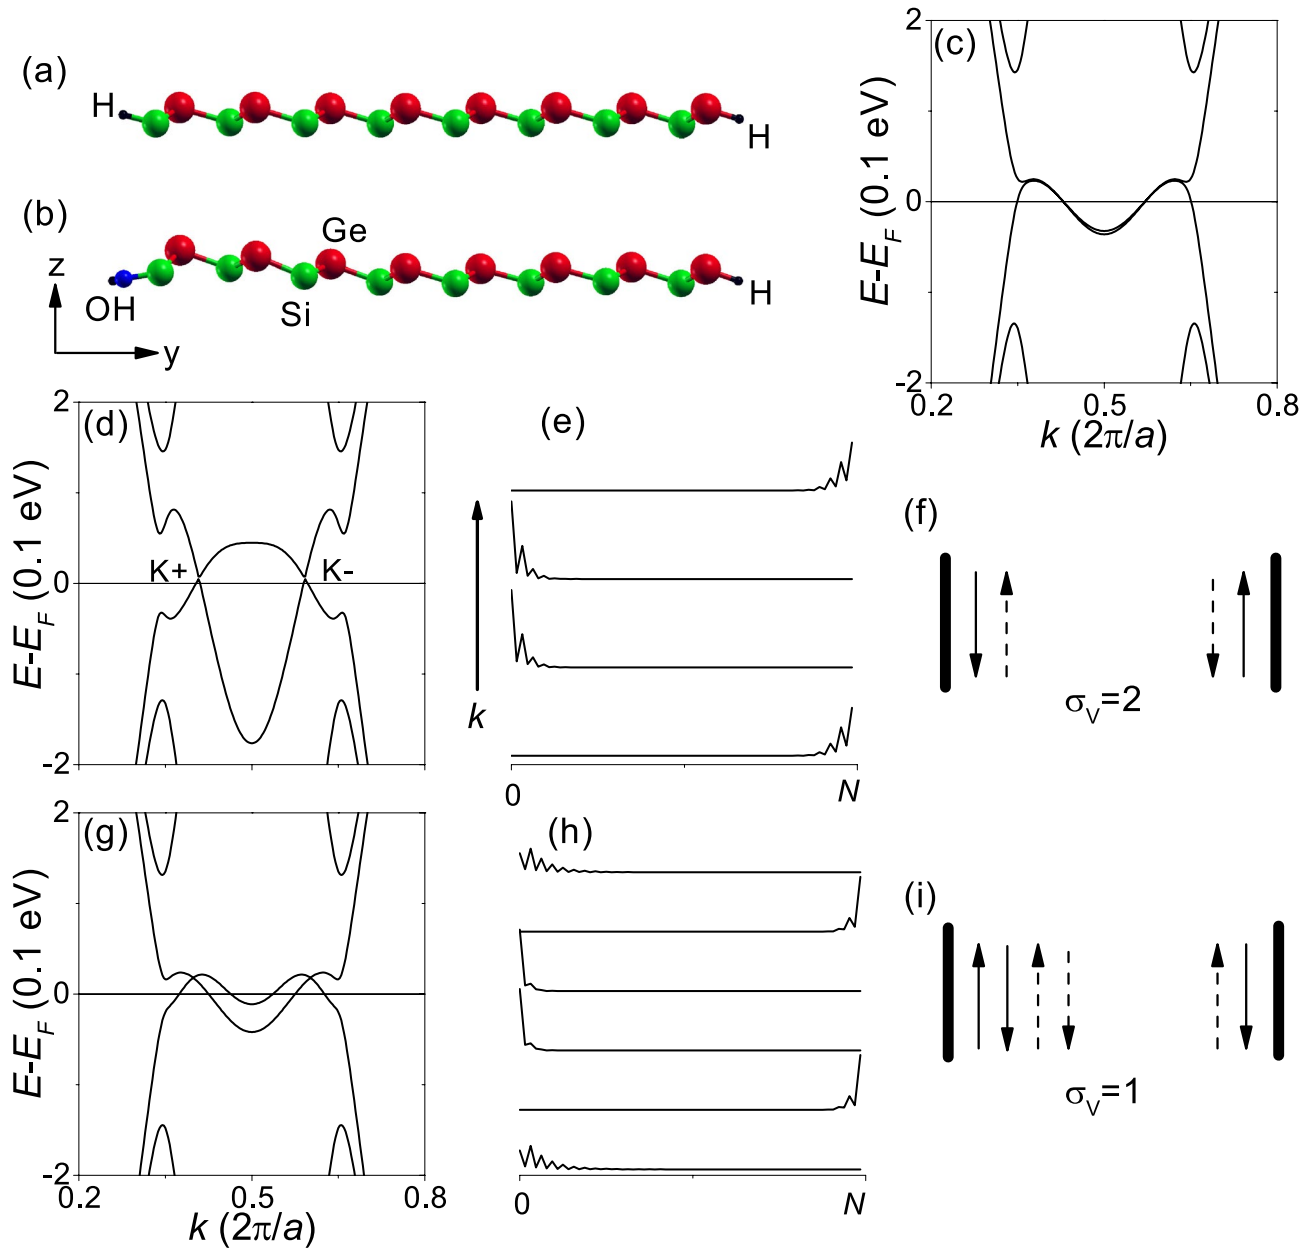 (a)
H
H
(b)
Ge
z
OH
Si
H
y
(c)
2
0
-2
E-E_F (0.1 eV)
0.2 0.5 0.8
k (2π/a)
(d)
2
0
-2
E-E_F (0.1 eV)
K+ K-
(e)
k
0 N
(f)
σ_V=2
(g)
2
0
-2
E-E_F (0.1 eV)
0.2 0.5 0.8
k (2π/a)
(h)
0 N
(i)
σ_V=1